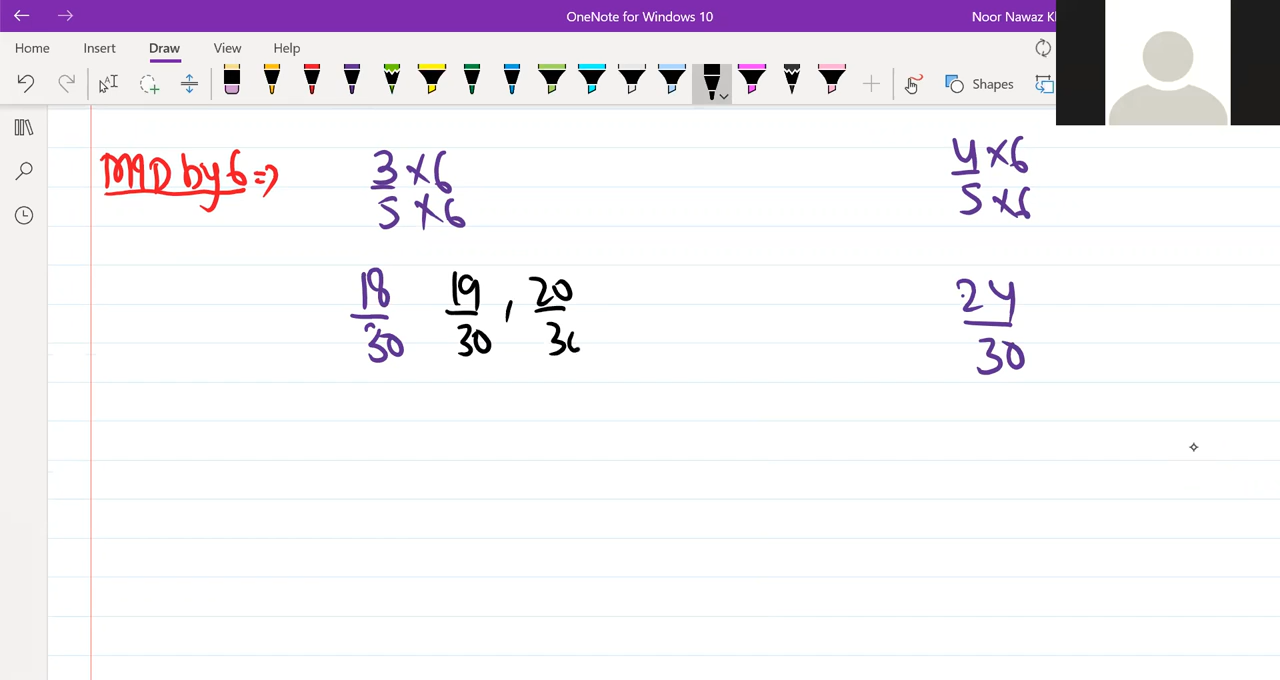 OneNote for Windows 10
Noor Nawaz Kh
Home Insert Draw View Help
Shapes
M&D by 6 =>
3 × 6
5 × 6
4 × 6
5 × 6
18 19 , 20
30 30 30
24
30